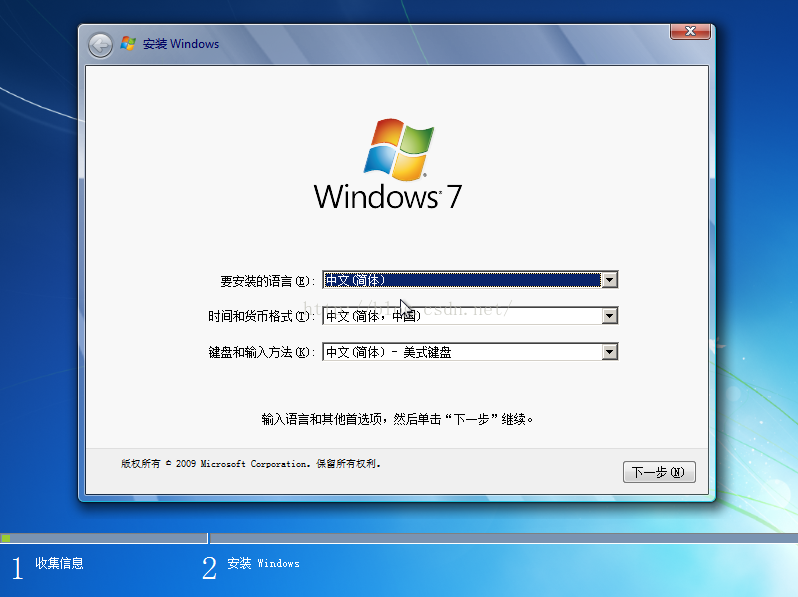 安装 Windows
Windows 7
要安装的语言(E):
中文(简体)
时间和货币格式(T):
中文(简体，中国)
http://blog.csdn.net/
键盘和输入方法(K):
中文(简体) - 美式键盘
输入语言和其他首选项，然后单击“下一步”继续。
版权所有 © 2009 Microsoft Corporation. 保留所有权利。
下一步(N)
1 收集信息
2 安装 Windows